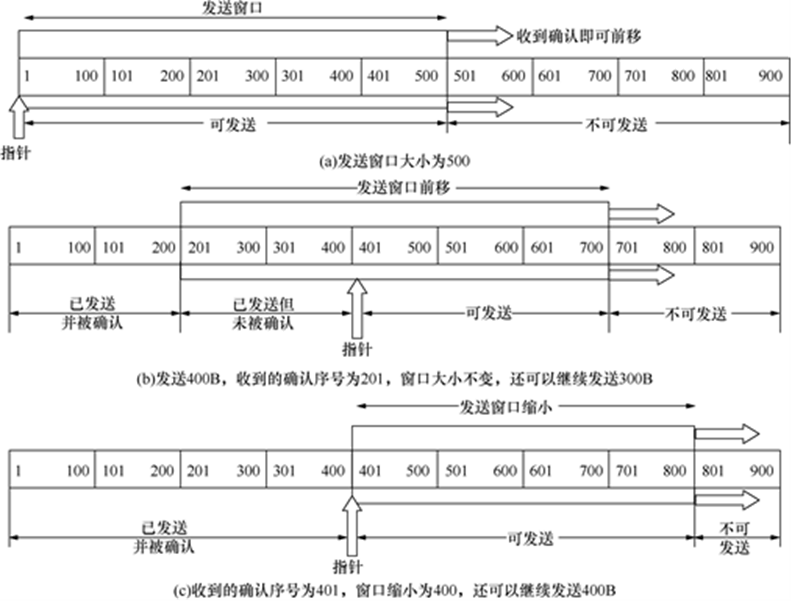 发送窗口
收到确认即可前移
1 100 101 200 201 300 301 400 401 500 501 600 601 700 701 800 801 900
可发送 不可发送
指针
(a)发送窗口大小为500
发送窗口前移
1 100 101 200 201 300 301 400 401 500 501 600 601 700 701 800 801 900
已发送 已发送但
并被确认 未被确认 可发送 不可发送
指针
(b)发送400B，收到的确认序号为201，窗口大小不变，还可以继续发送300B
发送窗口缩小
1 100 101 200 201 300 301 400 401 500 501 600 601 700 701 800 801 900
已发送 可发送 不可
并被确认 发送
指针
(c)收到的确认序号为401，窗口缩小为400，还可以继续发送400B